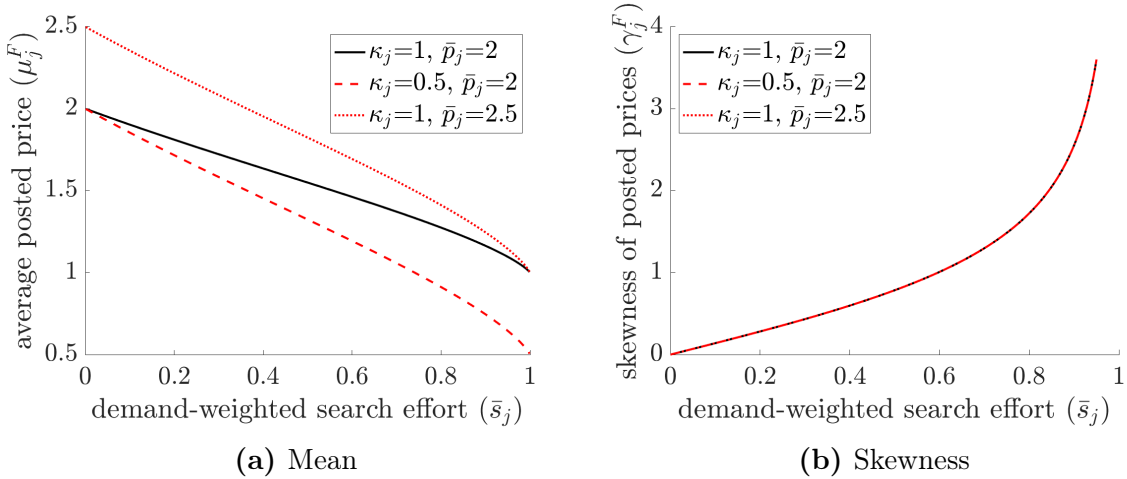 average posted price (μ_j^F)
2.5
2
1.5
1
0.5
0
0.2
0.4
0.6
0.8
1
demand-weighted search effort (s̄_j)
κ_j=1, p̄_j=2
κ_j=0.5, p̄_j=2
κ_j=1, p̄_j=2.5
(a) Mean
skewness of posted prices (γ_j^F)
4
3
2
1
0
0
0.2
0.4
0.6
0.8
1
demand-weighted search effort (s̄_j)
κ_j=1, p̄_j=2
κ_j=0.5, p̄_j=2
κ_j=1, p̄_j=2.5
(b) Skewness